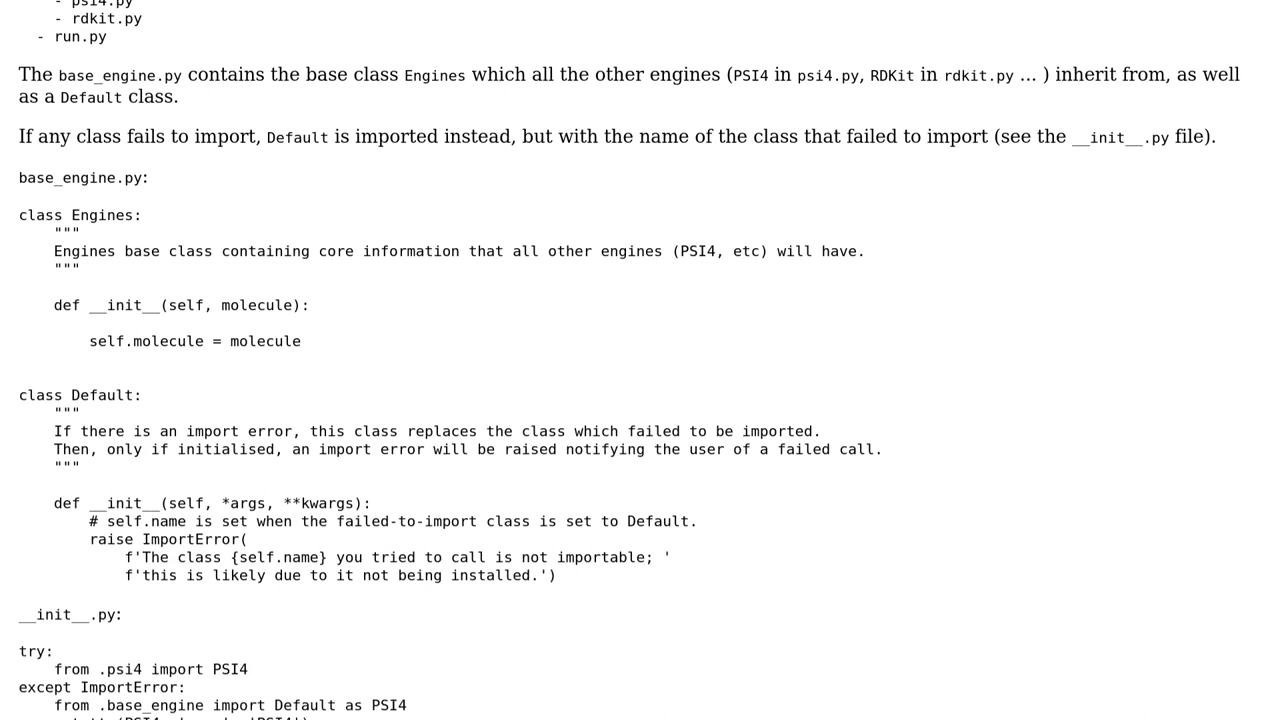 - psi4.py
- rdkit.py
- run.py
The base_engine.py contains the base class Engines which all the other engines (PSI4 in psi4.py, RDKit in rdkit.py ... ) inherit from, as well
as a Default class.
If any class fails to import, Default is imported instead, but with the name of the class that failed to import (see the __init__.py file).
base_engine.py:
class Engines:
    """
    Engines base class containing core information that all other engines (PSI4, etc) will have.
    """
    def __init__(self, molecule):
        self.molecule = molecule
class Default:
    """
    If there is an import error, this class replaces the class which failed to be imported.
    Then, only if initialised, an import error will be raised notifying the user of a failed call.
    """
    def __init__(self, *args, **kwargs):
        # self.name is set when the failed-to-import class is set to Default.
        raise ImportError(
            f'The class {self.name} you tried to call is not importable; '
            f'this is likely due to it not being installed.')
__init__.py:
try:
    from .psi4 import PSI4
except ImportError:
    from .base_engine import Default as PSI4